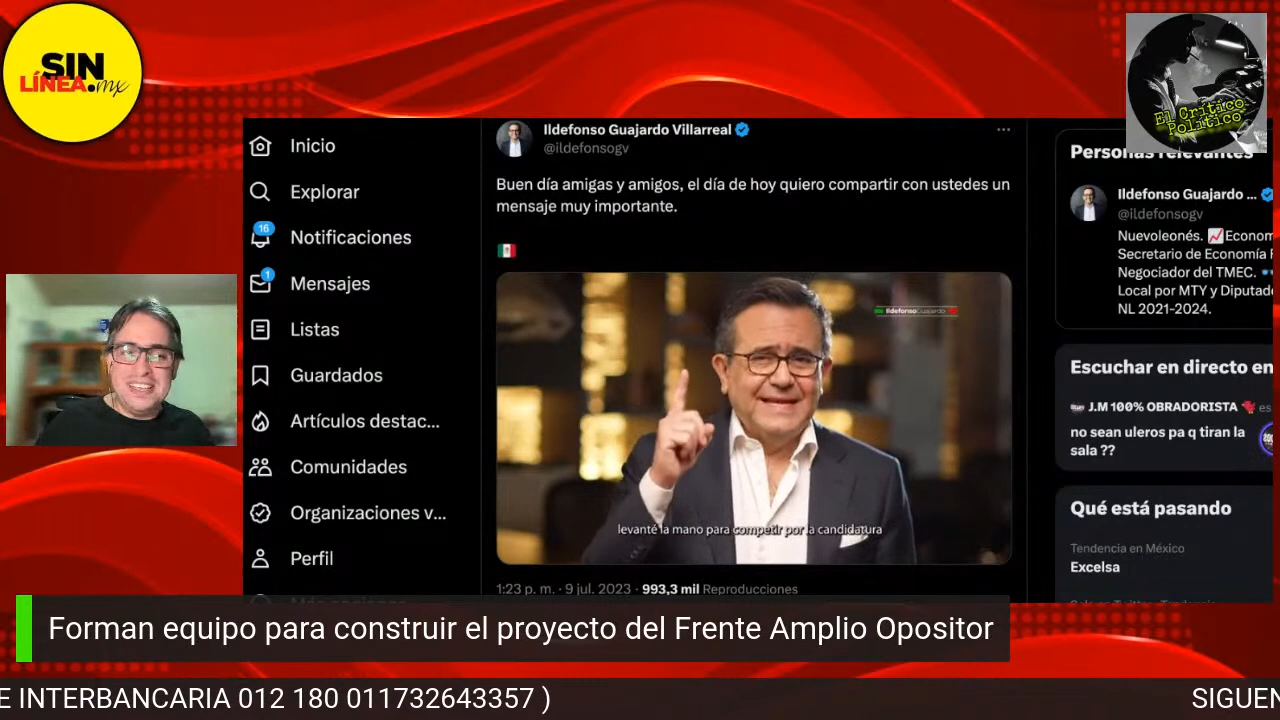 SIN
LÍNEA.mx
El Crítico
Político
Inicio
Explorar
16
Notificaciones
1
Mensajes
Listas
Guardados
Artículos destac...
Comunidades
Organizaciones v...
Perfil
Ildefonso Guajardo Villarreal
@ildefonsogv
Buen día amigas y amigos, el día de hoy quiero compartir con ustedes un
mensaje muy importante.
IldefonsoGuajardo
levanté la mano para competir por la candidatura
1:23 p. m. · 9 jul. 2023 · 993,3 mil Reproducciones
Personas relevantes
Ildefonso Guajardo ...
@ildefonsogv
Nuevoleonés. 📈Econom
Secretario de Economía F
Negociador del TMEC.
Local por MTY y Diputad
NL 2021-2024.
Escuchar en directo en
J.M 100% OBRADORISTA es
no sean uleros pa q tiran la
sala ??
Qué está pasando
Tendencia en México
Excelsa
Forman equipo para construir el proyecto del Frente Amplio Opositor
E INTERBANCARIA 012 180 011732643357 )
SIGUEN